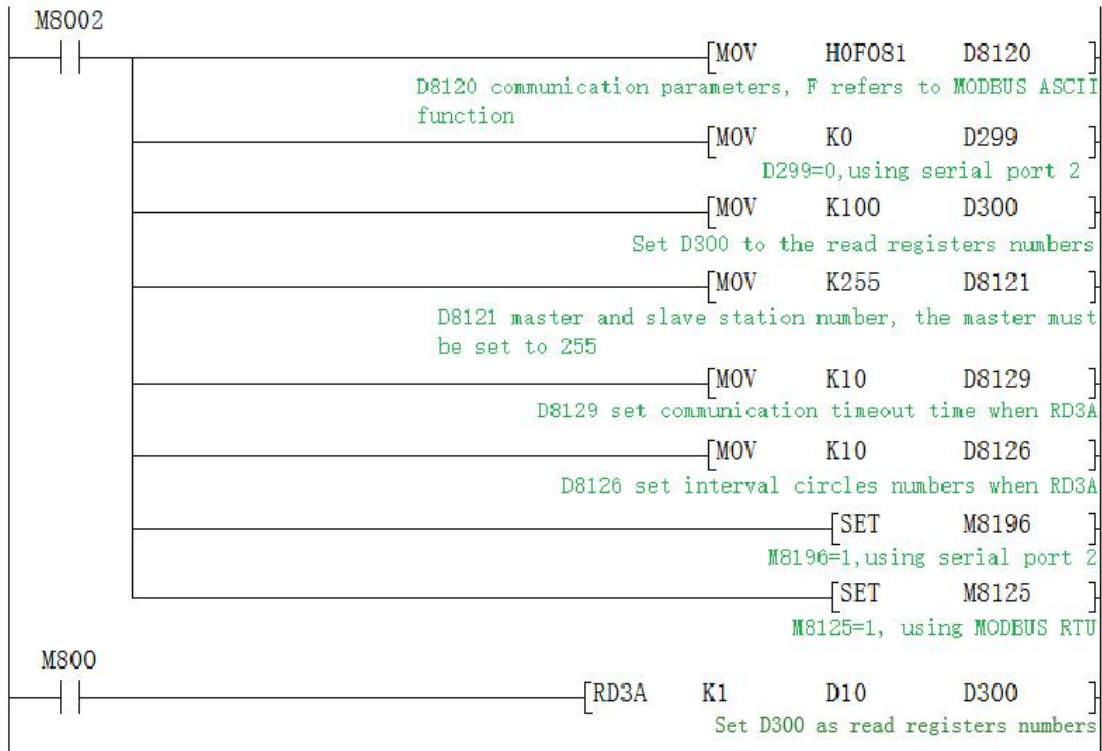 M8002
MOV H0F081 D8120
D8120 communication parameters, F refers to MODBUS ASCII
function
MOV K0 D299
D299=0,using serial port 2
MOV K100 D300
Set D300 to the read registers numbers
MOV K255 D8121
D8121 master and slave station number, the master must
be set to 255
MOV K10 D8129
D8129 set communication timeout time when RD3A
MOV K10 D8126
D8126 set interval circles numbers when RD3A
SET M8196
M8196=1,using serial port 2
SET M8125
M8125=1, using MODBUS RTU
M800
RD3A K1 D10 D300
Set D300 as read registers numbers